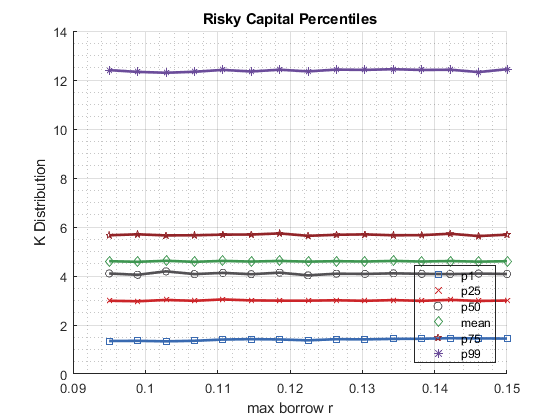 Risky Capital Percentiles
14
12
10
8
6
4
2
0
K Distribution
p1
p25
p50
mean
p75
p99
0.09
0.1
0.11
0.12
0.13
0.14
0.15
max borrow r